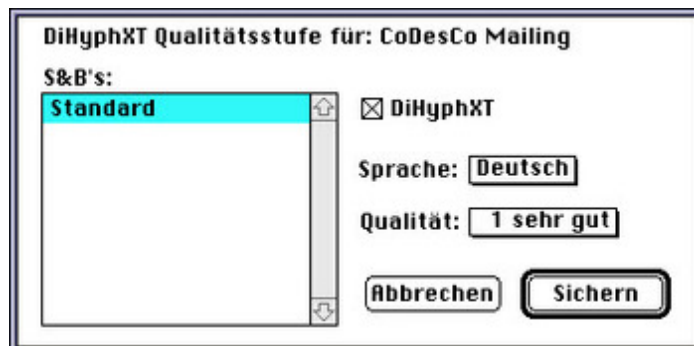 DiHyphXT Qualitätsstufe für: CoDesCo Mailing
S&B's:
Standard
DiHyphXT
Sprache: Deutsch
Qualität: 1 sehr gut
Abbrechen
Sichern